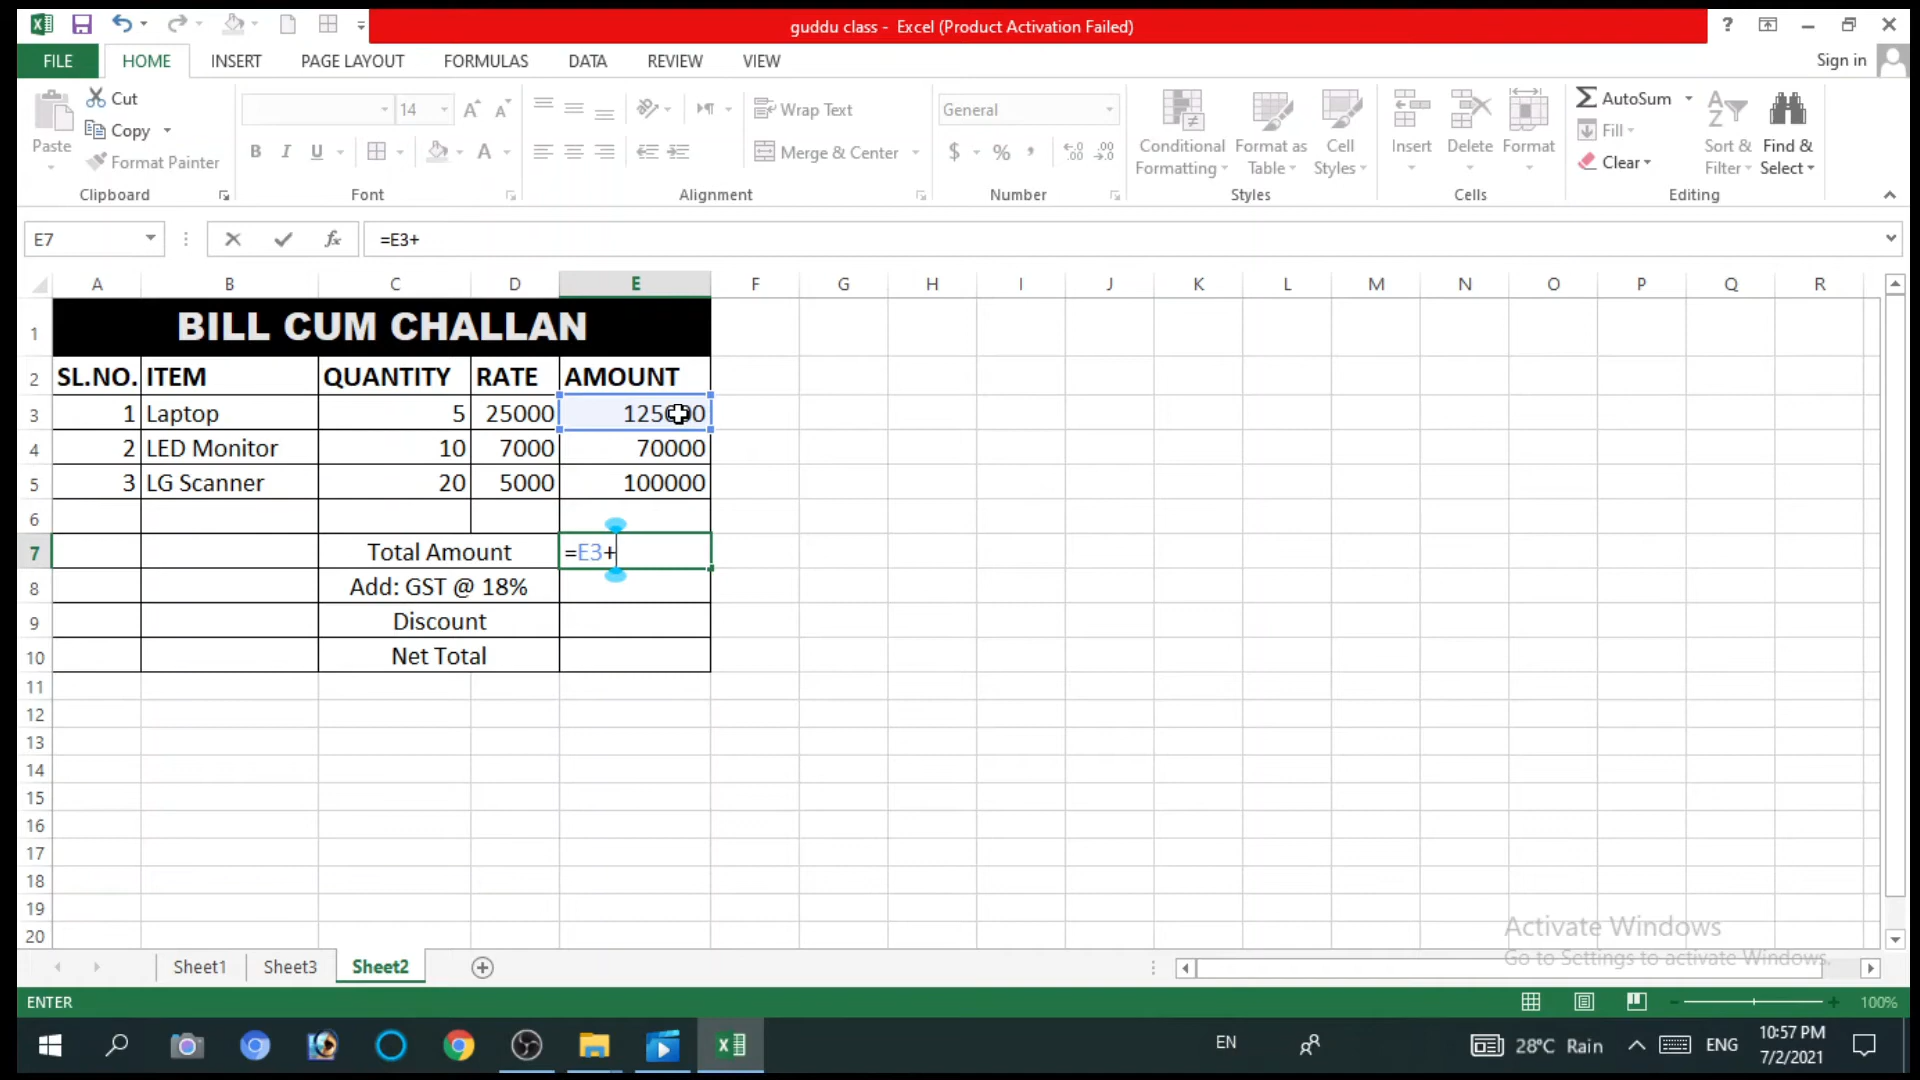 guddu class - Excel (Product Activation Failed)
FILE HOME INSERT PAGE LAYOUT FORMULAS DATA REVIEW VIEW Sign in
Paste Cut Copy Format Painter Clipboard
14 B I U A Font
Wrap Text Merge & Center Alignment
General $ % Number
Conditional Formatting Format as Table Cell Styles Styles
Insert Delete Format Cells
AutoSum Fill Clear Sort & Filter Find & Select Editing
E7 fx =E3+
A B C D E F G H I J K L M N O P Q R
1 BILL CUM CHALLAN
2 SL.NO. ITEM QUANTITY RATE AMOUNT
3 1 Laptop 5 25000 125000
4 2 LED Monitor 10 7000 70000
5 3 LG Scanner 20 5000 100000
6
7 Total Amount =E3+
8 Add: GST @ 18%
9 Discount
10 Net Total
11
12
13
14
15
16
17
18
19
20
Activate Windows
Go to Settings to activate Windows.
Sheet1 Sheet3 Sheet2
ENTER 100%
EN 28°C Rain ENG 10:57 PM
7/2/2021